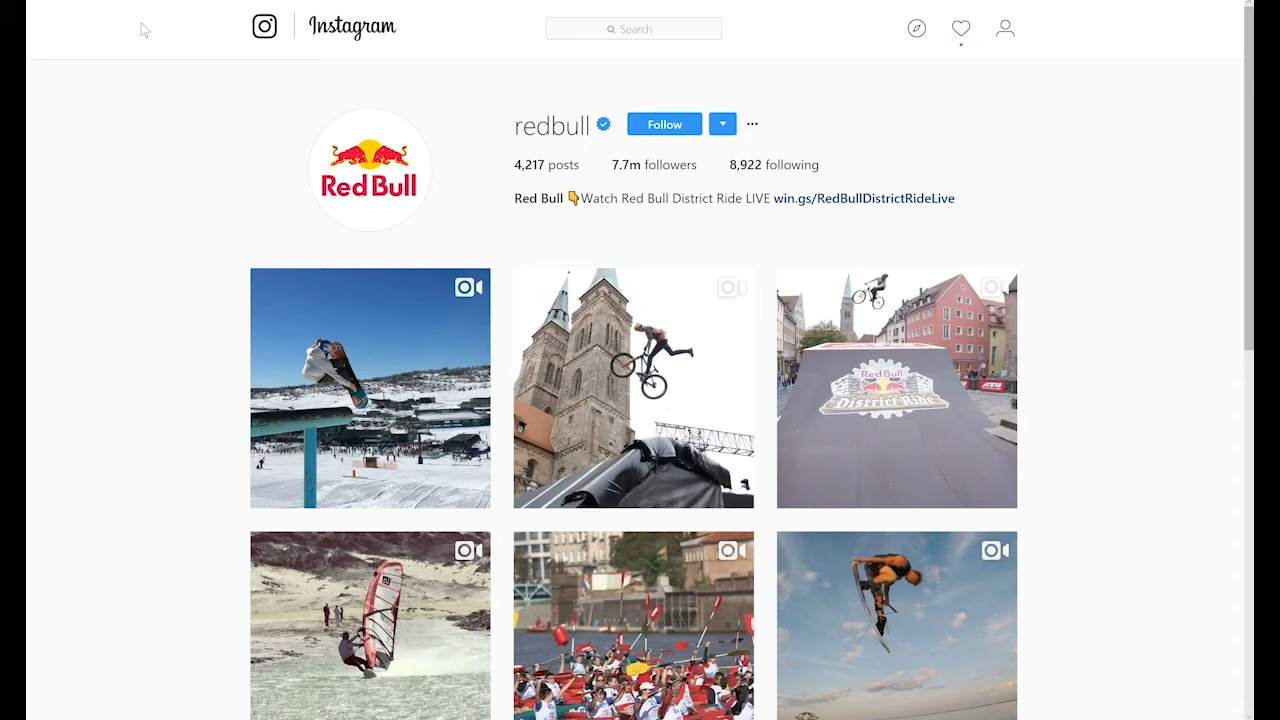 Instagram
Search
redbull
Follow
4,217 posts 7.7m followers 8,922 following
Red Bull 👇Watch Red Bull District Ride LIVE win.gs/RedBullDistrictRideLive
Red Bull
Red Bull
District Ride